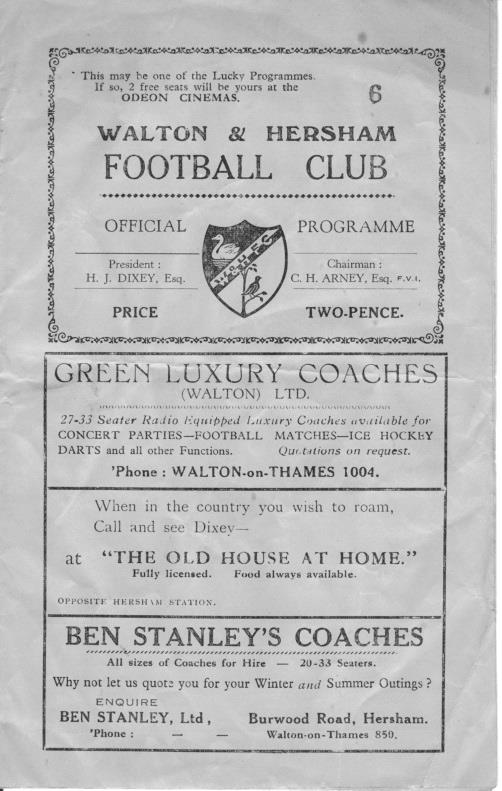 This may be one of the Lucky Programmes.
If so, 2 free seats will be yours at the
ODEON CINEMAS.
6
WALTON & HERSHAM
FOOTBALL CLUB
OFFICIAL PROGRAMME
President :
H. J. DIXEY, Esq.
Chairman :
C. H. ARNEY, Esq. F.V.I.
PRICE TWO-PENCE.
GREEN LUXURY COACHES
(WALTON) LTD.
27-33 Seater Radio Equipped Luxury Coaches available for
CONCERT PARTIES—FOOTBALL MATCHES—ICE HOCKEY
DARTS and all other Functions. Quotations on request.
'Phone : WALTON-on-THAMES 1004.
When in the country you wish to roam,
Call and see Dixey—
at "THE OLD HOUSE AT HOME."
Fully licensed. Food always available.
OPPOSITE HERSHAM STATION.
BEN STANLEY'S COACHES
All sizes of Coaches for Hire — 20-33 Seaters.
Why not let us quote you for your Winter and Summer Outings ?
ENQUIRE
BEN STANLEY, Ltd, Burwood Road, Hersham.
'Phone : — — Walton-on-Thames 850.